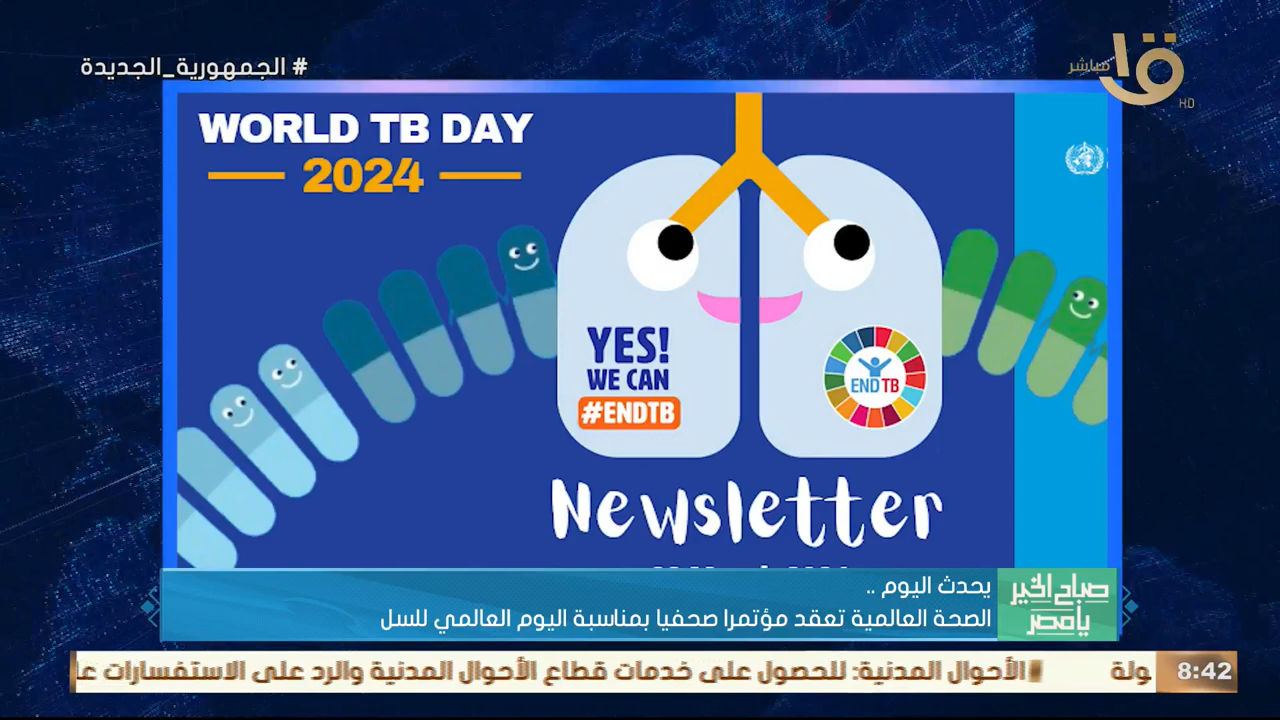 # الجمهورية_الجديدة
مباشر
HD
WORLD TB DAY
2024
YES!
WE CAN
#ENDTB
END TB
Newsletter
يحدث اليوم ..
الصحة العالمية تعقد مؤتمرا صحفيا بمناسبة اليوم العالمي للسل
صباح الخير
يا مصر
ولة
الأحوال المدنية: للحصول على خدمات قطاع الأحوال المدنية والرد على الاستفسارات عا
8:42